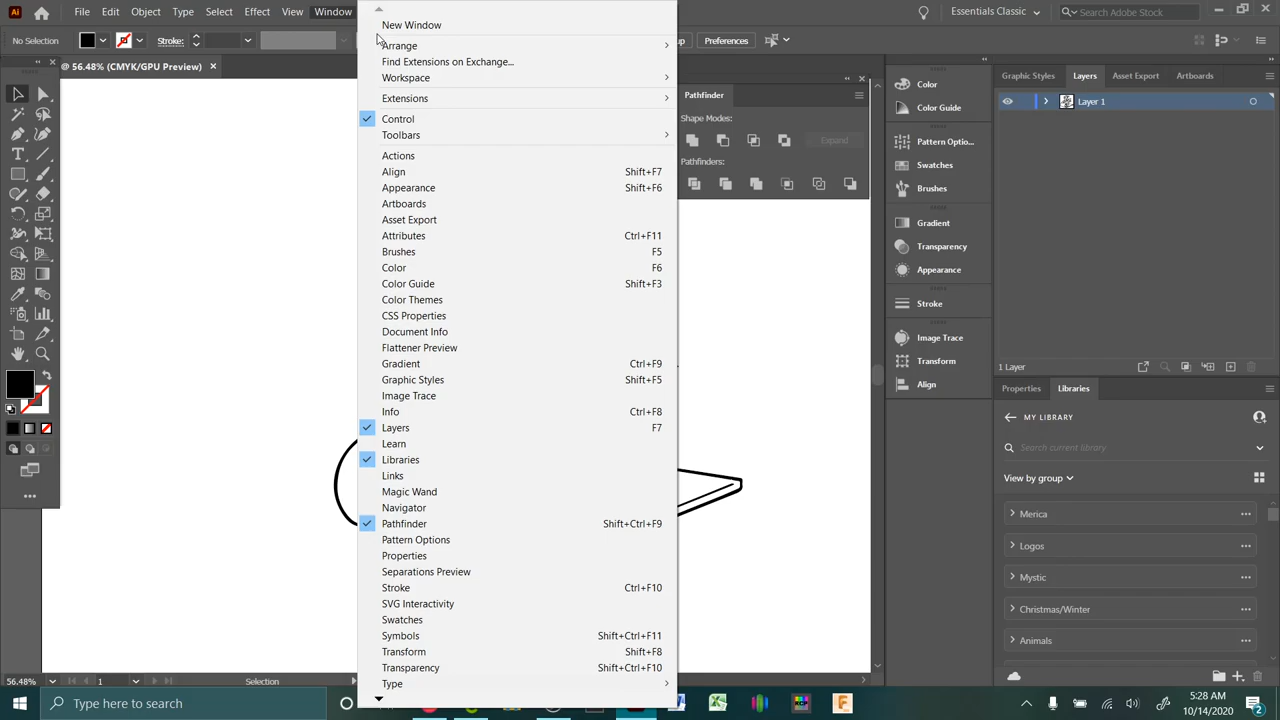 Ai File Edit Object Type Select Effect Window
Essentials Classic
Search Adobe Stock
No Selection
Stroke:
Preferences
@ 56.48% (CMYK/GPU Preview)
New Window
Arrange
Find Extensions on Exchange...
Workspace
Extensions
Control
Toolbars
Actions
Align Shift+F7
Appearance Shift+F6
Artboards
Asset Export
Attributes Ctrl+F11
Brushes F5
Color F6
Color Guide Shift+F3
Color Themes
CSS Properties
Document Info
Flattener Preview
Gradient Ctrl+F9
Graphic Styles Shift+F5
Image Trace
Info Ctrl+F8
Layers F7
Learn
Libraries
Links
Magic Wand
Navigator
Pathfinder Shift+Ctrl+F9
Pattern Options
Properties
Separations Preview
Stroke Ctrl+F10
SVG Interactivity
Swatches
Symbols Shift+Ctrl+F11
Transform Shift+F8
Transparency Shift+Ctrl+F10
Type
Pathfinder
Shape Modes:
Expand
Pathfinders:
Color
Color Guide
Pattern Optio...
Swatches
Brushes
Gradient
Transparency
Appearance
Stroke
Image Trace
Transform
Align
Graphic Styles Layers Asset Export Artboards
Layer 1
1 Layer
Properties Libraries
MY LIBRARY
Search current library
View by group
Merica
Logos
Mystic
Christmas/Winter
Animals
56.48% 1 Selection
Type here to search
5:28 AM
10/14/2020
2